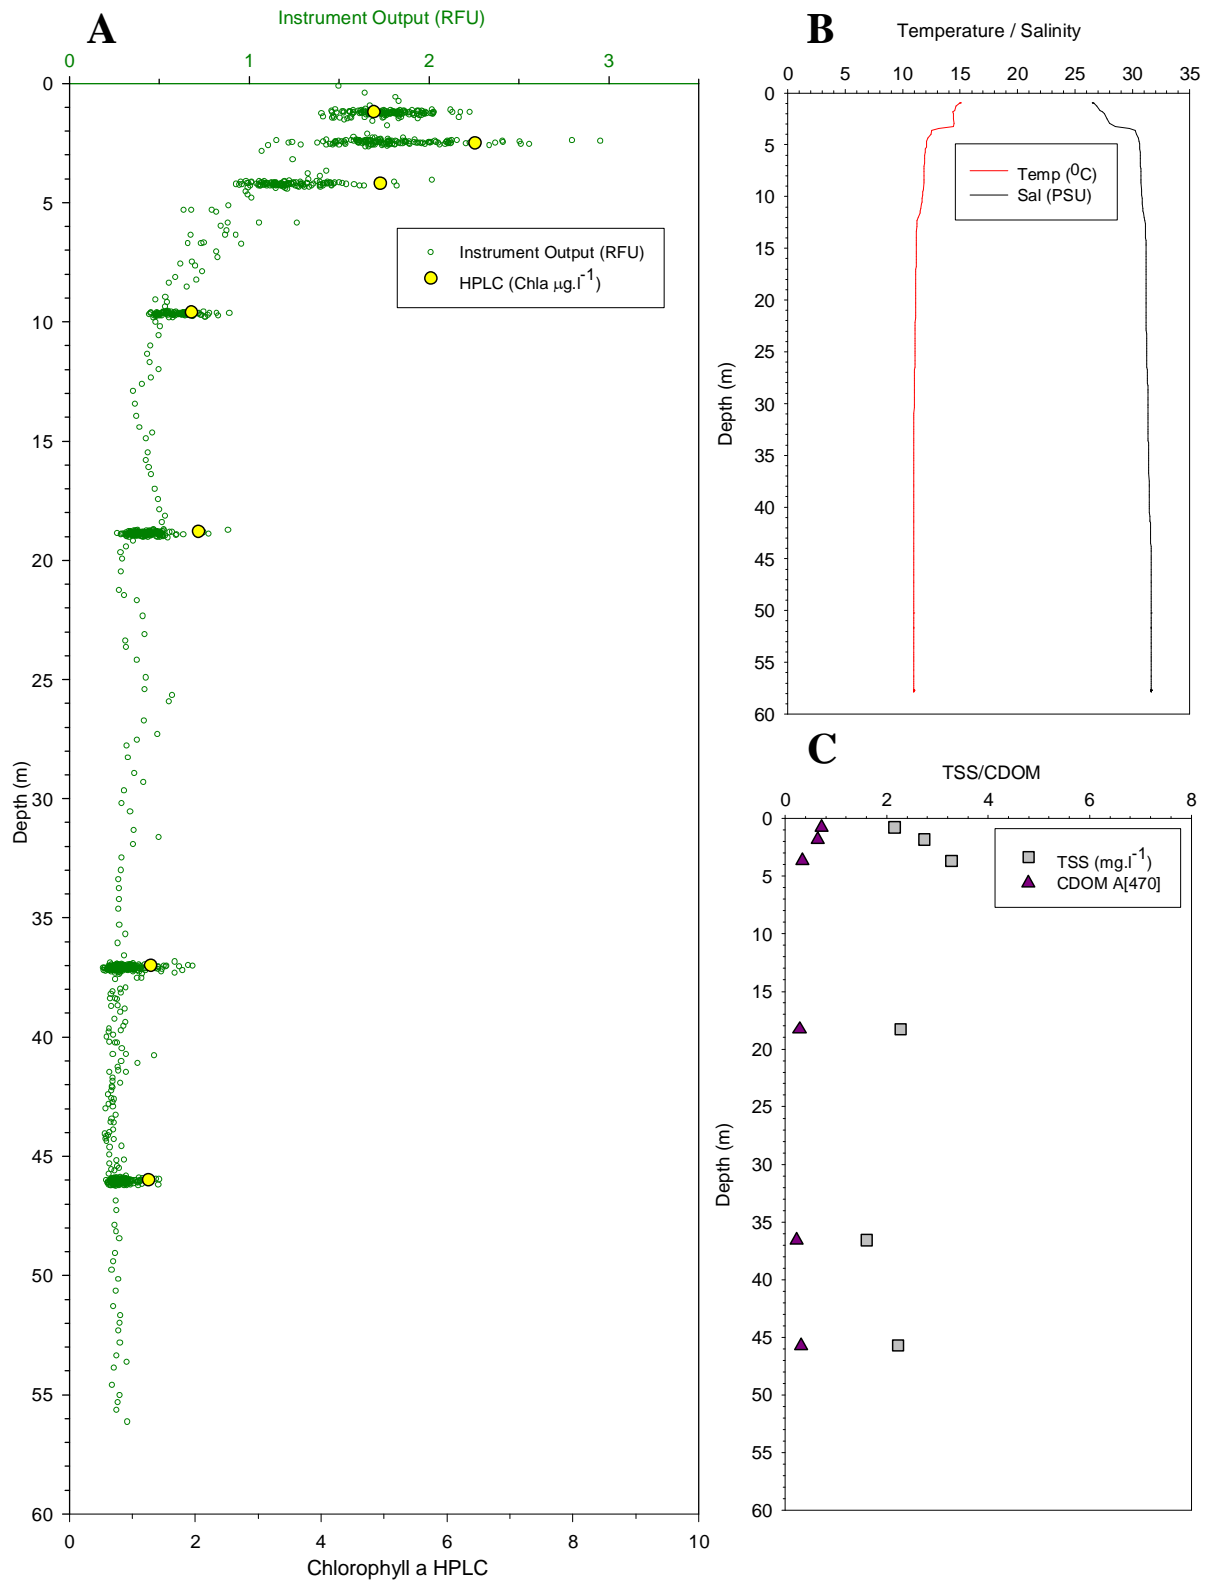 A
Instrument Output (RFU)
0 1 2 3
0
5
10
15
20
25
30
35
40
45
50
55
60
Depth (m)
Instrument Output (RFU)
HPLC (Chla µg.l-1)
0 2 4 6 8 10
Chlorophyll a HPLC
B
Temperature / Salinity
0 5 10 15 20 25 30 35
0
5
10
15
20
25
30
35
40
45
50
55
60
Depth (m)
Temp (0C)
Sal (PSU)
C
TSS/CDOM
0 2 4 6 8
0
5
10
15
20
25
30
35
40
45
50
55
60
Depth (m)
TSS (mg.l-1)
CDOM A[470]